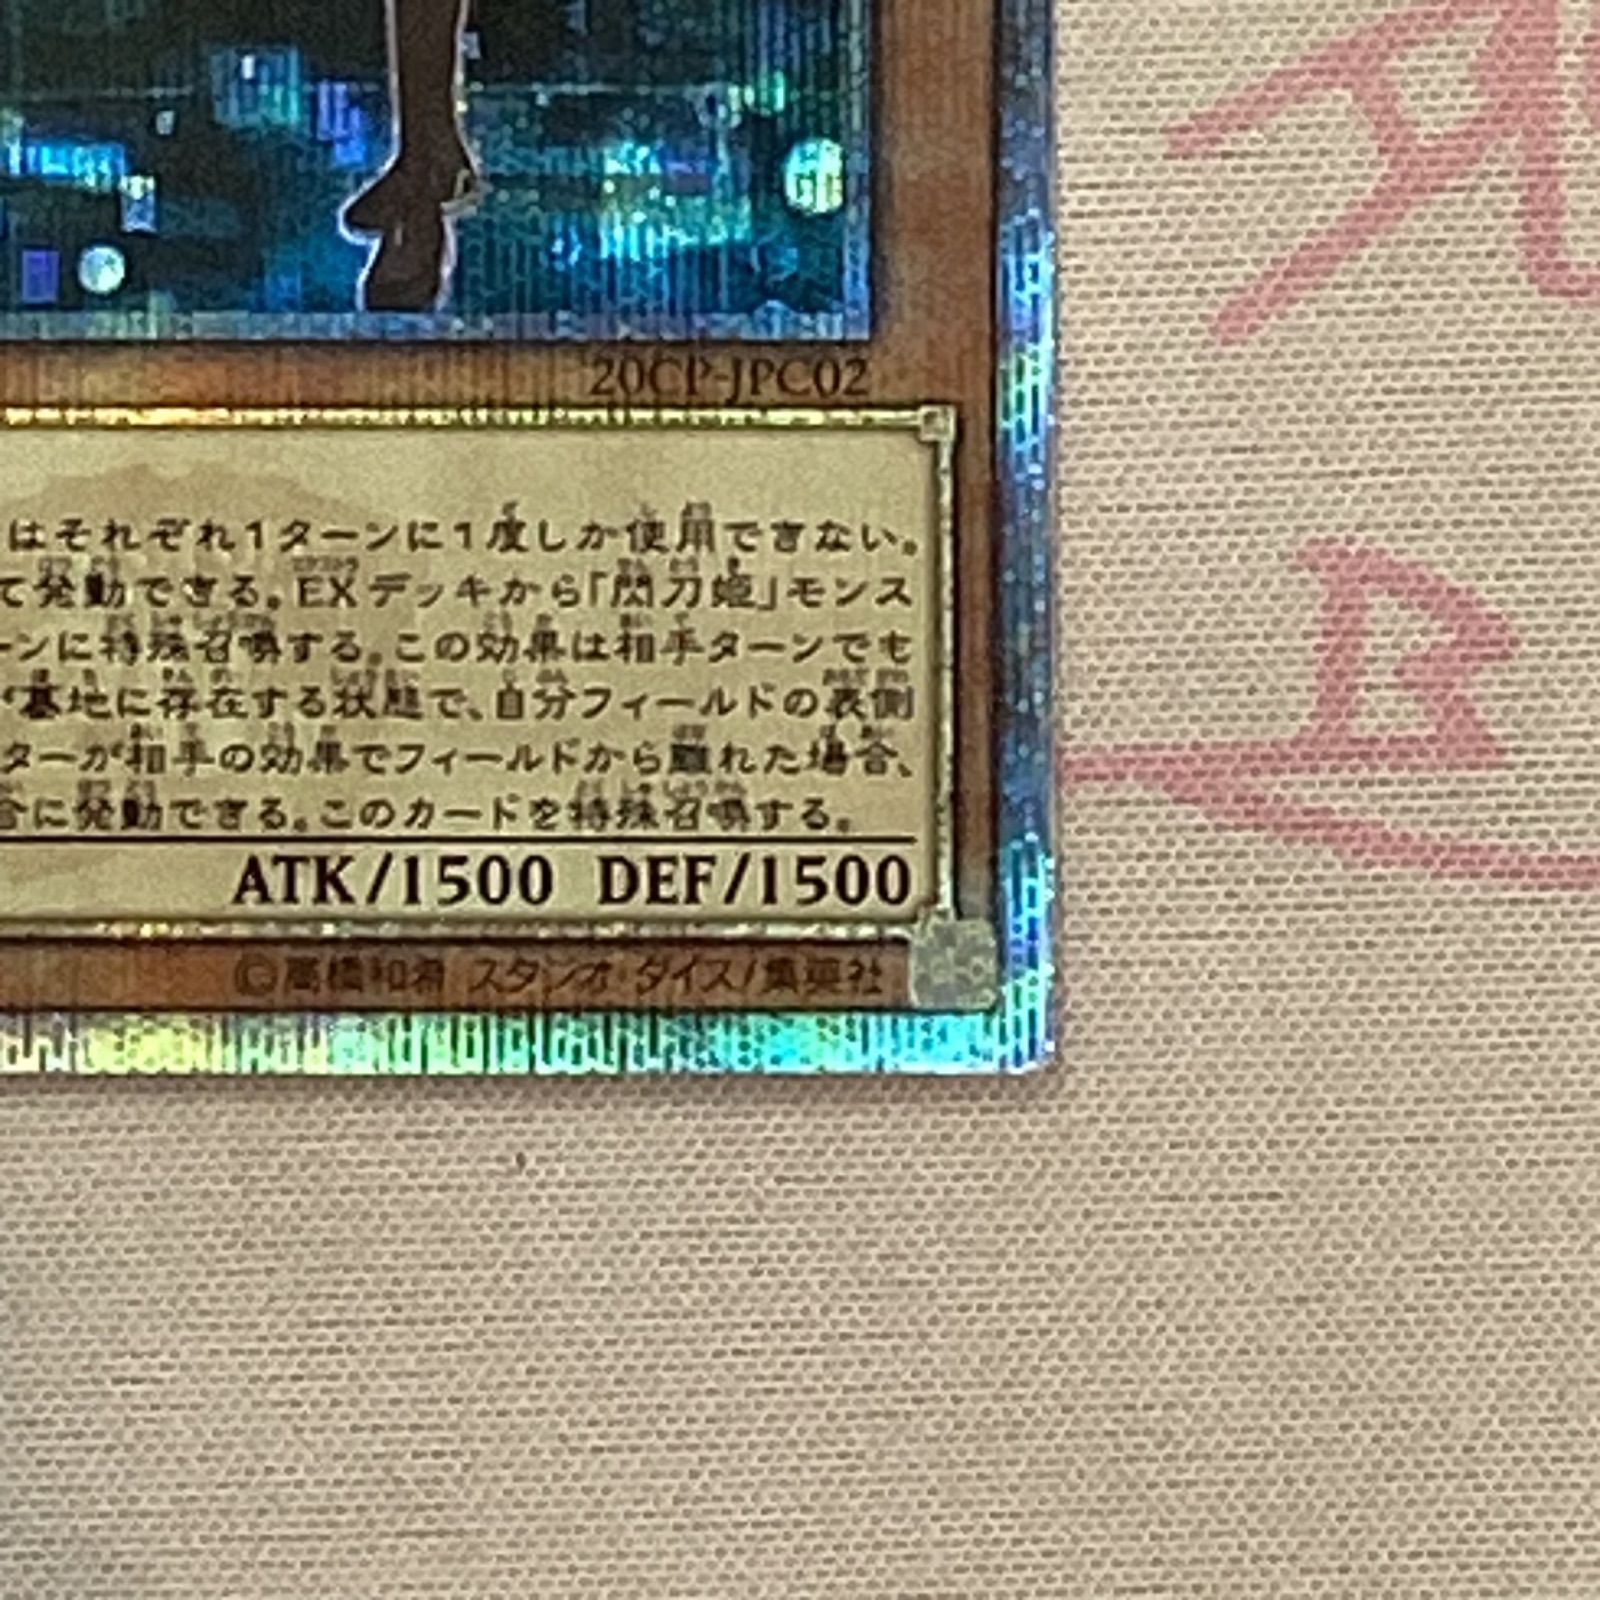 20CP-JPC02
はそれぞれ1ターンに1度しか使用できない。
て発動できる。EXデッキから「閃刀姫」モンス
ーンに特殊召喚する。この効果は相手ターンでも
が墓地に存在する状態で、自分フィールドの表側
ターが相手の効果でフィールドから離れた場合、
合に発動できる。このカードを特殊召喚する。
ATK/1500 DEF/1500
©高橋和希 スタジオ・ダイス/集英社